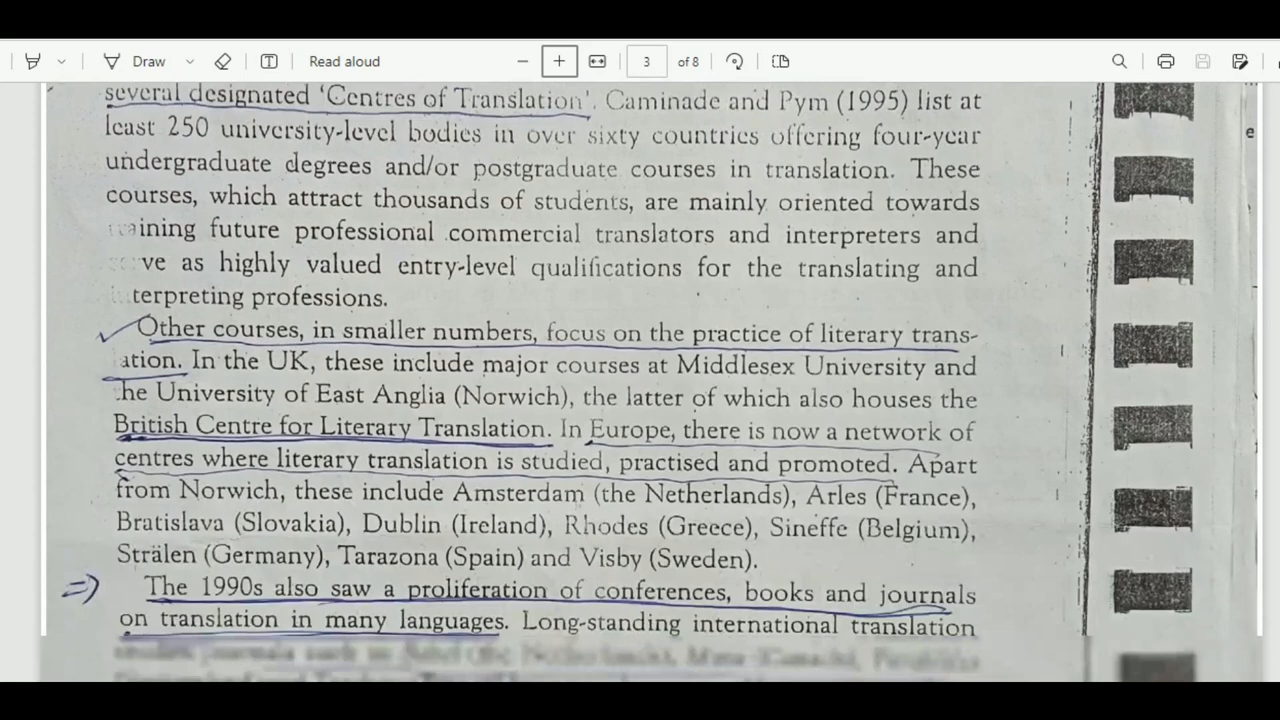 Draw
Read aloud
3 of 8
several designated 'Centres of Translation'. Caminade and Pym (1995) list at
least 250 university-level bodies in over sixty countries offering four-year
undergraduate degrees and/or postgraduate courses in translation. These
courses, which attract thousands of students, are mainly oriented towards
training future professional commercial translators and interpreters and
ve as highly valued entry-level qualifications for the translating and
terpreting professions.
Other courses, in smaller numbers, focus on the practice of literary trans-
ation. In the UK, these include major courses at Middlesex University and
the University of East Anglia (Norwich), the latter of which also houses the
British Centre for Literary Translation. In Europe, there is now a network of
centres where literary translation is studied, practised and promoted. Apart
from Norwich, these include Amsterdam (the Netherlands), Arles (France),
Bratislava (Slovakia), Dublin (Ireland), Rhodes (Greece), Sineffe (Belgium),
Strälen (Germany), Tarazona (Spain) and Visby (Sweden).
The 1990s also saw a proliferation of conferences, books and journals
on translation in many languages. Long-standing international translation